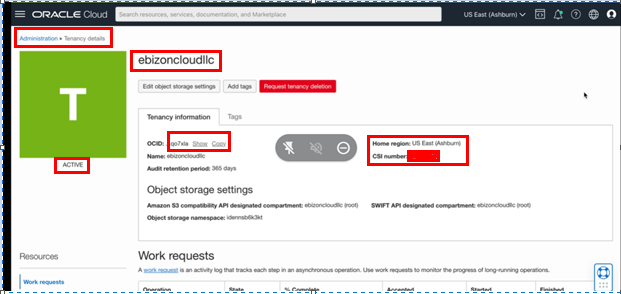 ORACLE Cloud
Search resources, services, documentation, and Marketplace
US East (Ashburn)
Administration » Tenancy details
ebizoncloudllc
T
ACTIVE
Edit object storage settings
Add tags
Request tenancy deletion
Tenancy information
Tags
OCID: ...qo7xla Show Copy
Name: ebizoncloudllc
Audit retention period: 365 days
Home region: US East (Ashburn)
CSI number:
Object storage settings
Amazon S3 compatibility API designated compartment: ebizoncloudllc (root)
SWIFT API designated compartment: ebizoncloudllc (root)
Object storage namespace: idennsb6k3kt
Resources
Work requests
Work requests
A work request is an activity log that tracks each step in an asynchronous operation. Use work requests to monitor the progress of long-running operations.
Operation
State
% Complete
Accepted
Started
Finished